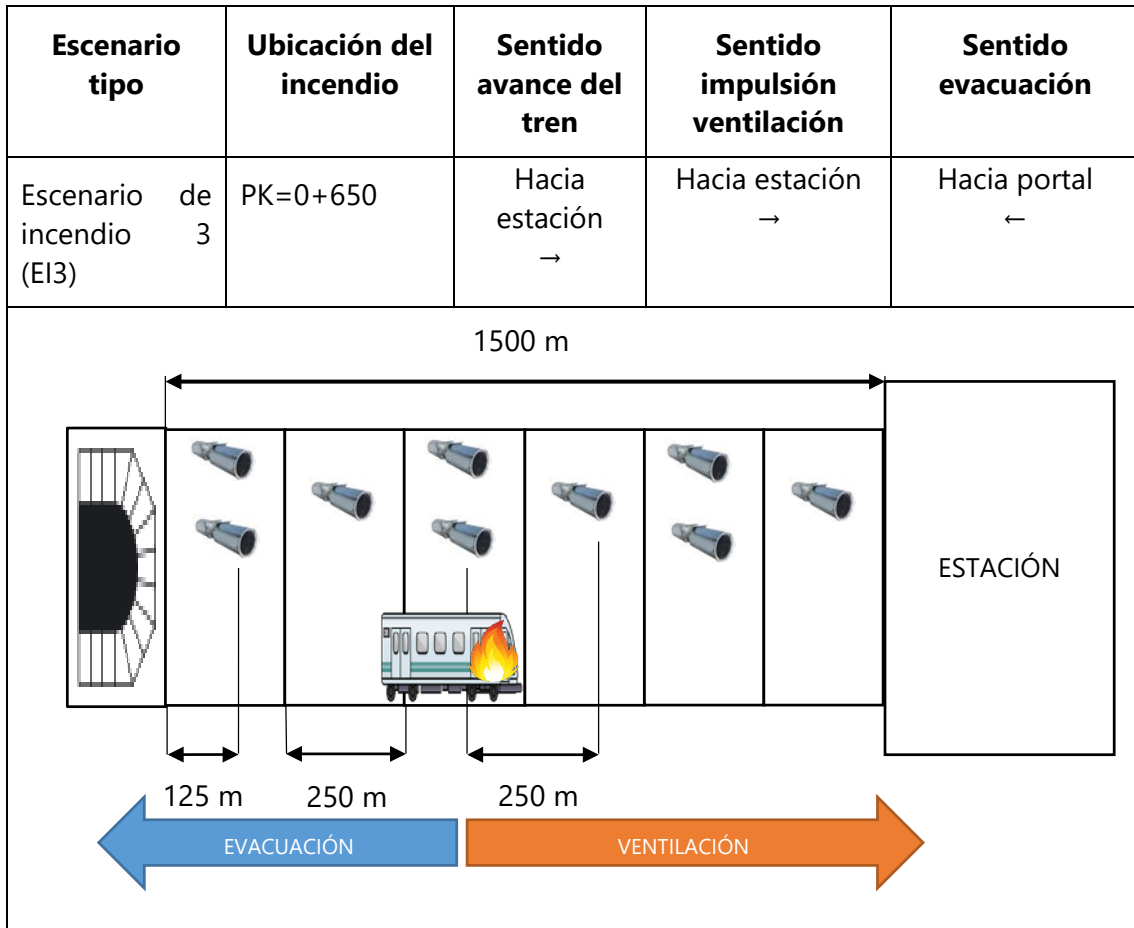 Escenario tipo
Ubicación del incendio
Sentido avance del tren
Sentido impulsión ventilación
Sentido evacuación
Escenario de incendio 3 (EI3)
PK=0+650
Hacia estación →
Hacia estación →
Hacia portal ←
1500 m
ESTACIÓN
125 m
250 m
250 m
EVACUACIÓN
VENTILACIÓN